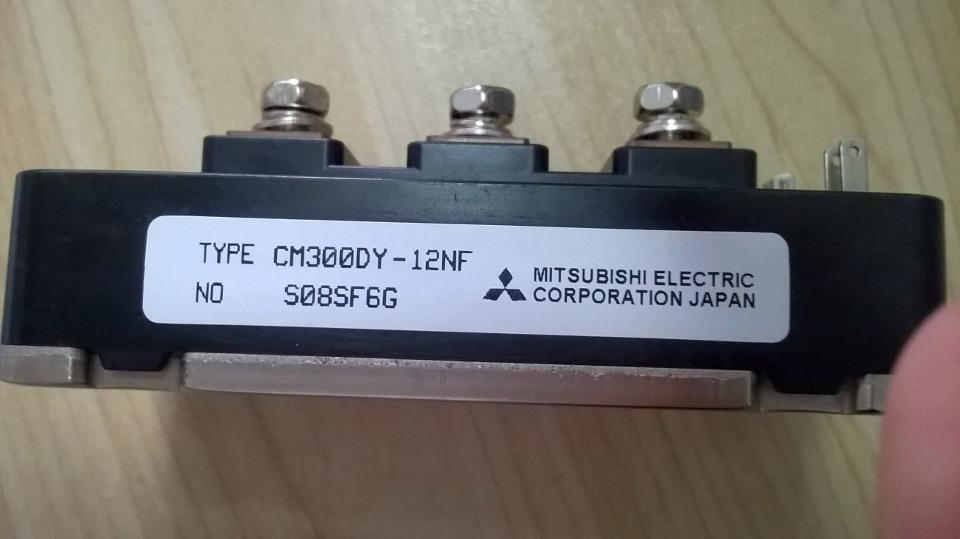 TYPE CM300DY-12NF
NO S08SF6G
MITSUBISHI ELECTRIC
CORPORATION JAPAN